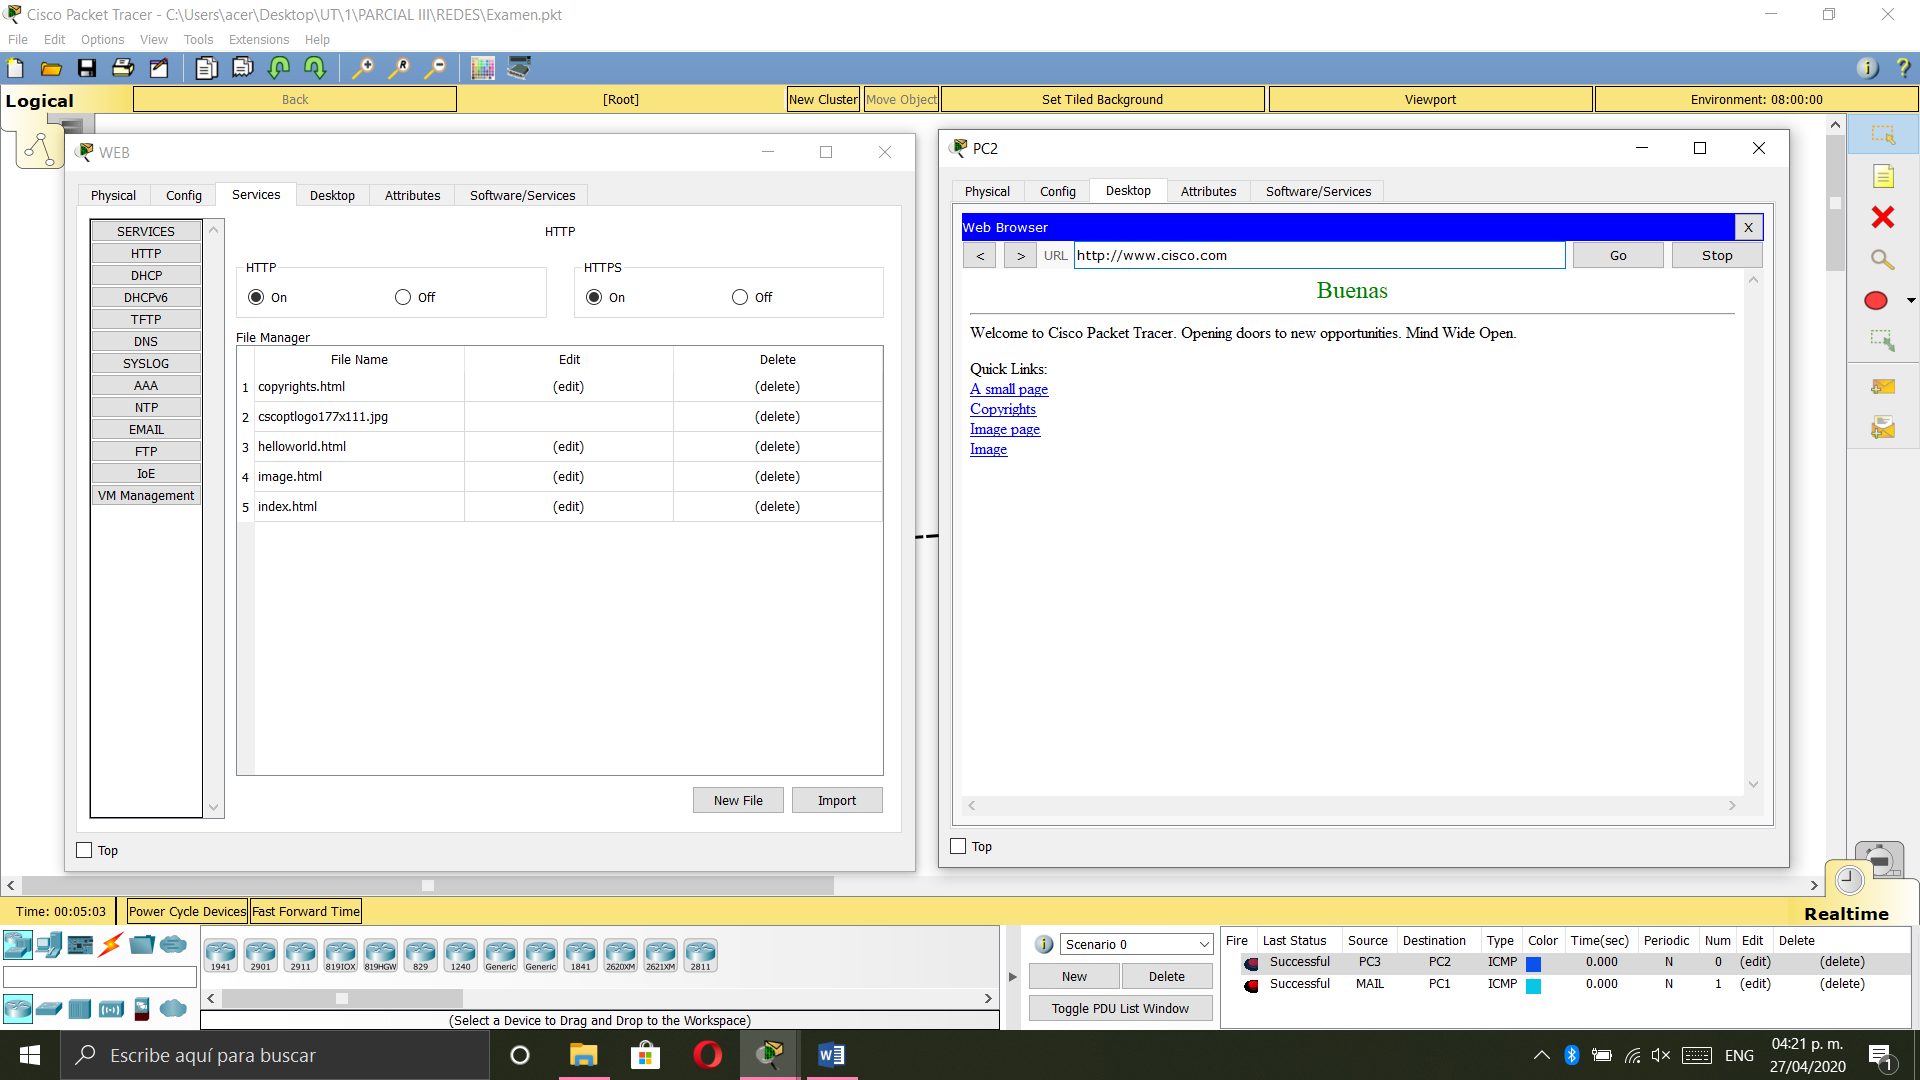 Cisco Packet Tracer - C:\Users\acer\Desktop\UT\1\PARCIAL III\REDES\Examen.pkt
File Edit Options View Tools Extensions Help
Logical Back [Root] New Cluster Move Object Set Tiled Background Viewport Environment: 08:00:00
WEB
Physical Config Services Desktop Attributes Software/Services
SERVICES
HTTP
DHCP
DHCPv6
TFTP
DNS
SYSLOG
AAA
NTP
EMAIL
FTP
IoE
VM Management
HTTP
HTTP
On Off
HTTPS
On Off
File Manager
File Name Edit Delete
1 copyrights.html (edit) (delete)
2 cscoptlogo177x111.jpg (delete)
3 helloworld.html (edit) (delete)
4 image.html (edit) (delete)
5 index.html (edit) (delete)
New File Import
Top
PC2
Physical Config Desktop Attributes Software/Services
Web Browser X
< > URL http://www.cisco.com Go Stop
Buenas
Welcome to Cisco Packet Tracer. Opening doors to new opportunities. Mind Wide Open.
Quick Links:
A small page
Copyrights
Image page
Image
Top
Time: 00:05:03 Power Cycle Devices Fast Forward Time
Realtime
1941 2901 2911 819IOX 819HGW 829 1240 Generic Generic 1841 2620XM 2621XM 2811
(Select a Device to Drag and Drop to the Workspace)
Scenario 0
New Delete
Toggle PDU List Window
Fire Last Status Source Destination Type Color Time(sec) Periodic Num Edit Delete
Successful PC3 PC2 ICMP 0.000 N 0 (edit) (delete)
Successful MAIL PC1 ICMP 0.000 N 1 (edit) (delete)
Escribe aquí para buscar
ENG
04:21 p. m.
27/04/2020
1